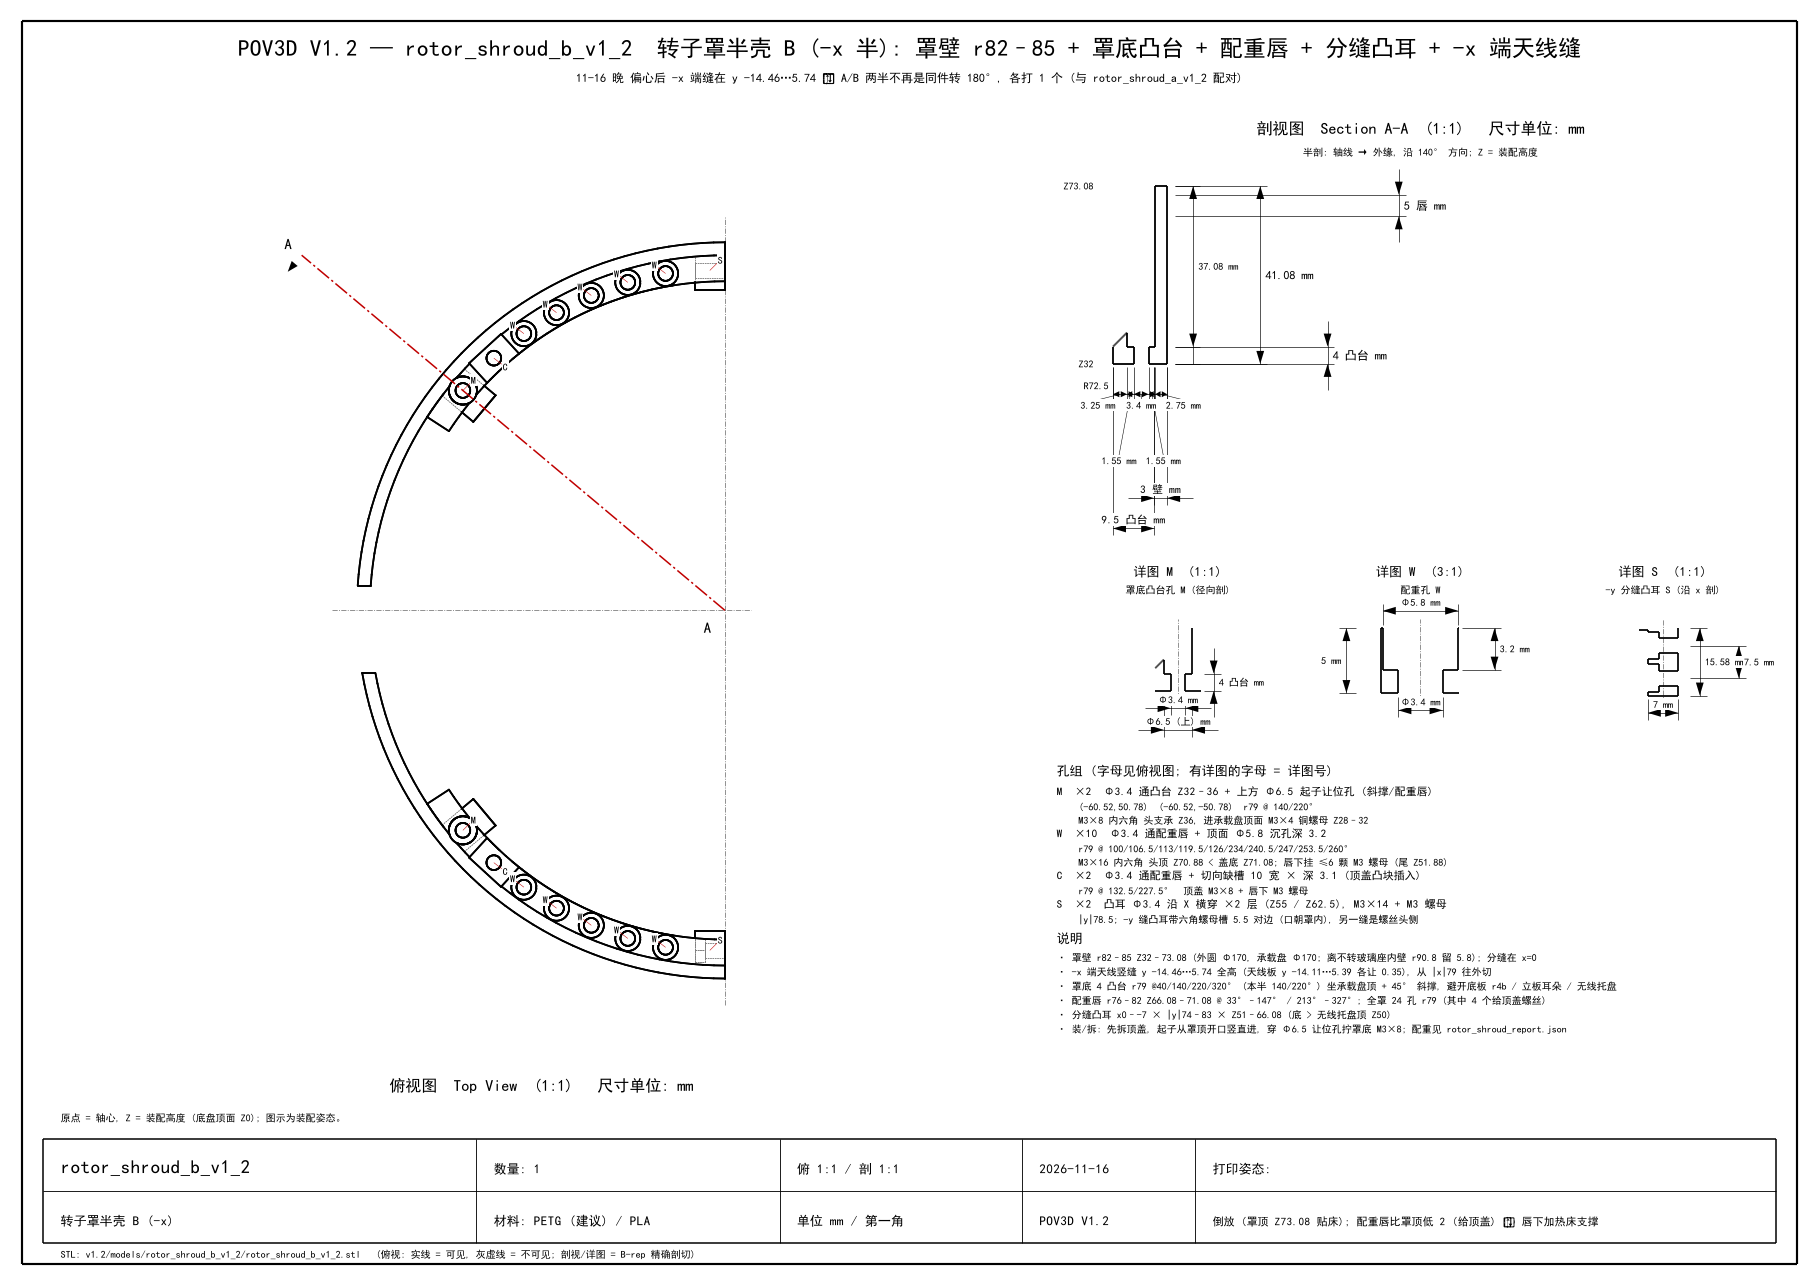 POV3D V1.2 — rotor_shroud_b_v1_2  转子罩半壳 B (-x 半): 罩壁 r82–85 + 罩底凸台 + 配重唇 + 分缝凸耳 + -x 端天线缝
11-16 晚 偏心后 -x 端缝在 y -14.46…5.74 A/B 两半不再是同件转 180°, 各打 1 个 (与 rotor_shroud_a_v1_2 配对)
剖视图  Section A-A  (1:1)  尺寸单位: mm
半剖: 轴线 → 外缘, 沿 140° 方向; Z = 装配高度
Z73.08
5 唇 mm
37.08 mm
41.08 mm
4 凸台 mm
Z32
R72.5
3.25 mm
3.4 mm
2.75 mm
1.55 mm
1.55 mm
3 壁 mm
9.5 凸台 mm
A
S
W
W
W
W
W
C
M
A
M
C
W
W
W
W
W
S
详图 M  (1:1)
罩底凸台孔 M (径向剖)
4 凸台 mm
Φ3.4 mm
Φ6.5 (上) mm
详图 W  (3:1)
配重孔 W
Φ5.8 mm
5 mm
3.2 mm
Φ3.4 mm
详图 S  (1:1)
-y 分缝凸耳 S (沿 x 剖)
15.58 mm
7.5 mm
7 mm
孔组 (字母见俯视图; 有详图的字母 = 详图号)
M  ×2  Φ3.4 通凸台 Z32–36 + 上方 Φ6.5 起子让位孔 (斜撑/配重唇)
(-60.52,50.78)  (-60.52,-50.78)  r79 @ 140/220°
M3×8 内六角 头支承 Z36, 进承载盘顶面 M3×4 铜螺母 Z28–32
W  ×10  Φ3.4 通配重唇 + 顶面 Φ5.8 沉孔深 3.2
r79 @ 100/106.5/113/119.5/126/234/240.5/247/253.5/260°
M3×16 内六角 头顶 Z70.88 < 盖底 Z71.08; 唇下挂 ≤6 颗 M3 螺母 (尾 Z51.88)
C  ×2  Φ3.4 通配重唇 + 切向缺槽 10 宽 × 深 3.1 (顶盖凸块插入)
r79 @ 132.5/227.5°  顶盖 M3×8 + 唇下 M3 螺母
S  ×2  凸耳 Φ3.4 沿 X 横穿 ×2 层 (Z55 / Z62.5), M3×14 + M3 螺母
|y|78.5; -y 缝凸耳带六角螺母槽 5.5 对边 (口朝罩内), 另一缝是螺丝头侧
说明
· 罩壁 r82–85 Z32–73.08 (外圆 Φ170, 承载盘 Φ170; 离不转玻璃座内壁 r90.8 留 5.8); 分缝在 x=0
· -x 端天线竖缝 y -14.46…5.74 全高 (天线板 y -14.11…5.39 各让 0.35), 从 |x|79 往外切
· 罩底 4 凸台 r79 @40/140/220/320° (本半 140/220°) 坐承载盘顶 + 45° 斜撑, 避开底板 r4b / 立板耳朵 / 无线托盘
· 配重唇 r76–82 Z66.08–71.08 @ 33°–147° / 213°–327°; 全罩 24 孔 r79 (其中 4 个给顶盖螺丝)
· 分缝凸耳 x0–-7 × |y|74–83 × Z51–66.08 (底 > 无线托盘顶 Z50)
· 装/拆: 先拆顶盖, 起子从罩顶开口竖直进, 穿 Φ6.5 让位孔拧罩底 M3×8; 配重见 rotor_shroud_report.json
俯视图  Top View  (1:1)  尺寸单位: mm
原点 = 轴心, Z = 装配高度 (底盘顶面 Z0); 图示为装配姿态。
rotor_shroud_b_v1_2
数量: 1
俯 1:1 / 剖 1:1
2026-11-16
打印姿态:
转子罩半壳 B (-x)
材料: PETG (建议) / PLA
单位 mm / 第一角
POV3D V1.2
倒放 (罩顶 Z73.08 贴床); 配重唇比罩顶低 2 (给顶盖) 唇下加热床支撑
STL: v1.2/models/rotor_shroud_b_v1_2/rotor_shroud_b_v1_2.stl  (俯视: 实线 = 可见, 灰虚线 = 不可见; 剖视/详图 = B-rep 精确剖切)